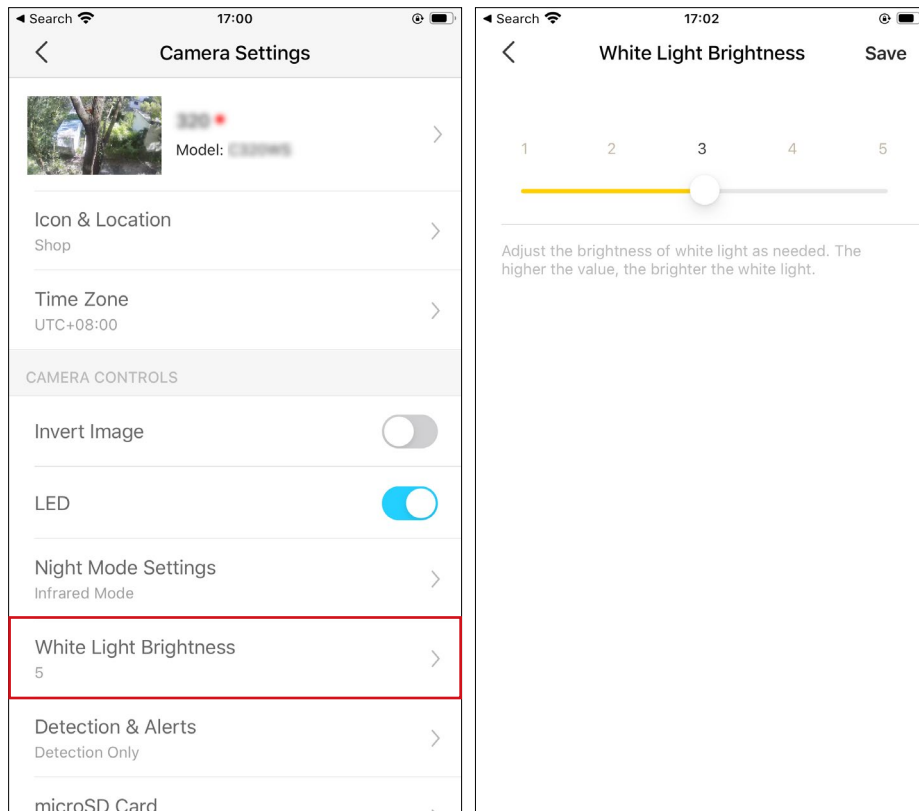 Search
17:00
Camera Settings
Model:
Icon & Location
Shop
Time Zone
UTC+08:00
CAMERA CONTROLS
Invert Image
LED
Night Mode Settings
Infrared Mode
White Light Brightness
5
Detection & Alerts
Detection Only
microSD Card
Search
17:02
White Light Brightness
Save
1 2 3 4 5
Adjust the brightness of white light as needed. The
higher the value, the brighter the white light.